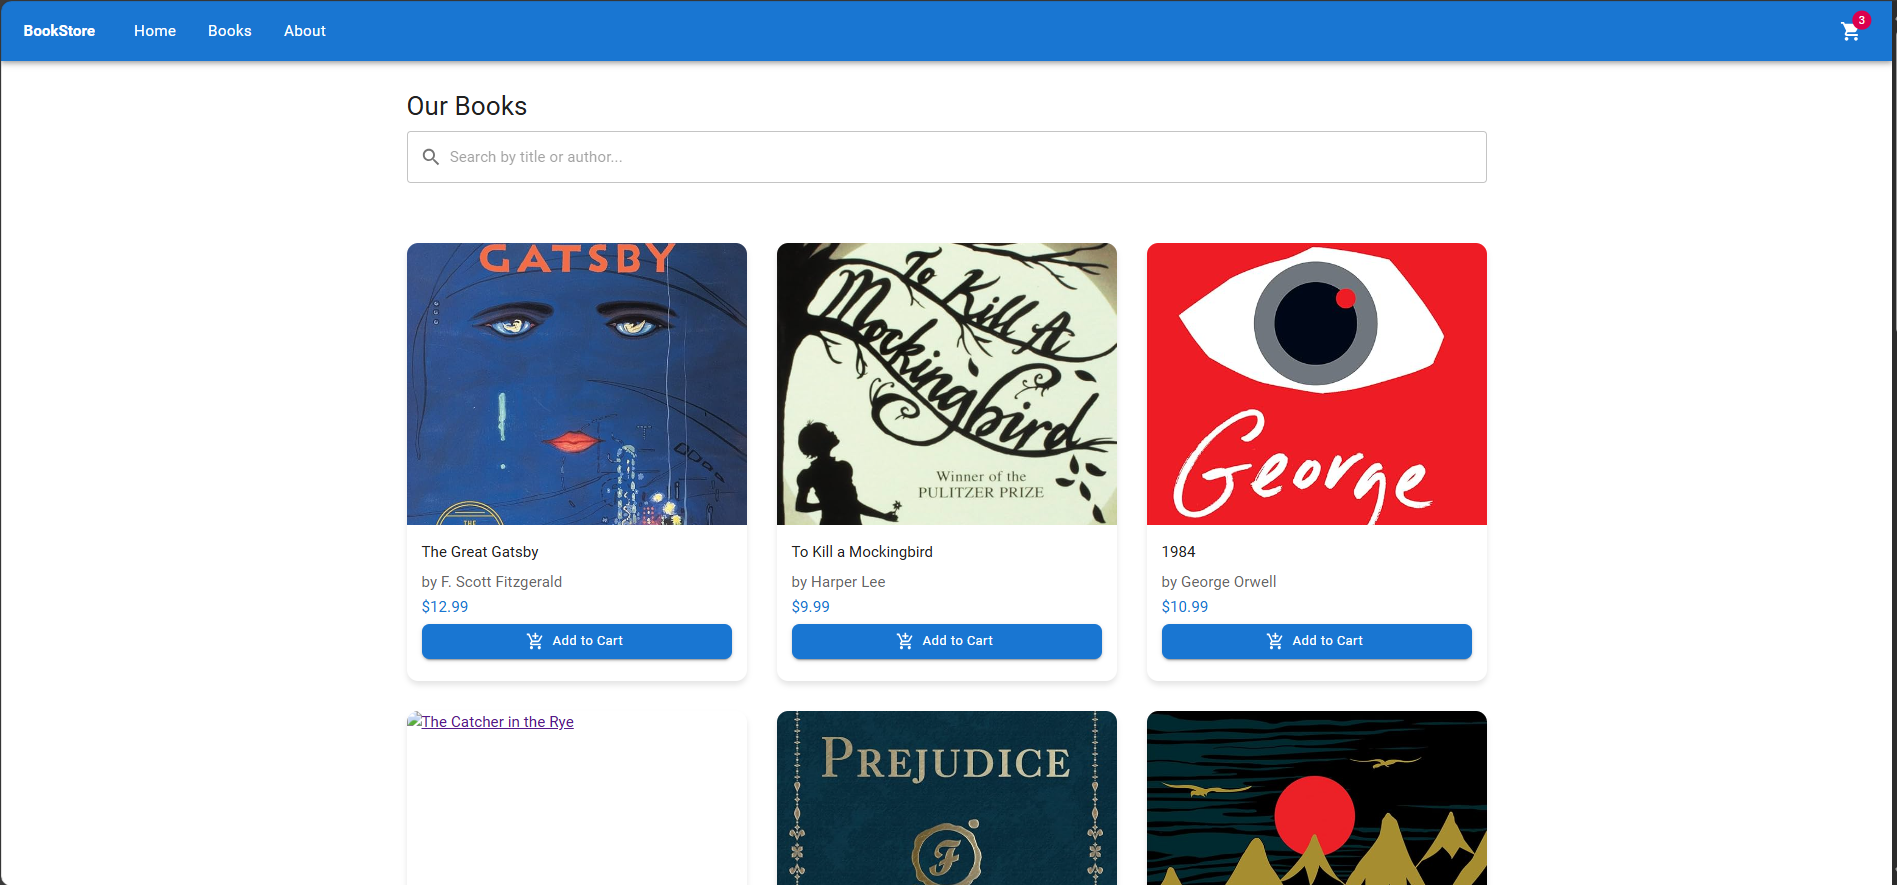 BookStore Home Books About 3
Our Books
Search by title or author...
GATSBY
THE
To Kill A
Mockingbird
Winner of the
PULITZER PRIZE
George
The Great Gatsby
by F. Scott Fitzgerald
$12.99
Add to Cart
To Kill a Mockingbird
by Harper Lee
$9.99
Add to Cart
1984
by George Orwell
$10.99
Add to Cart
The Catcher in the Rye
PREJUDICE
F